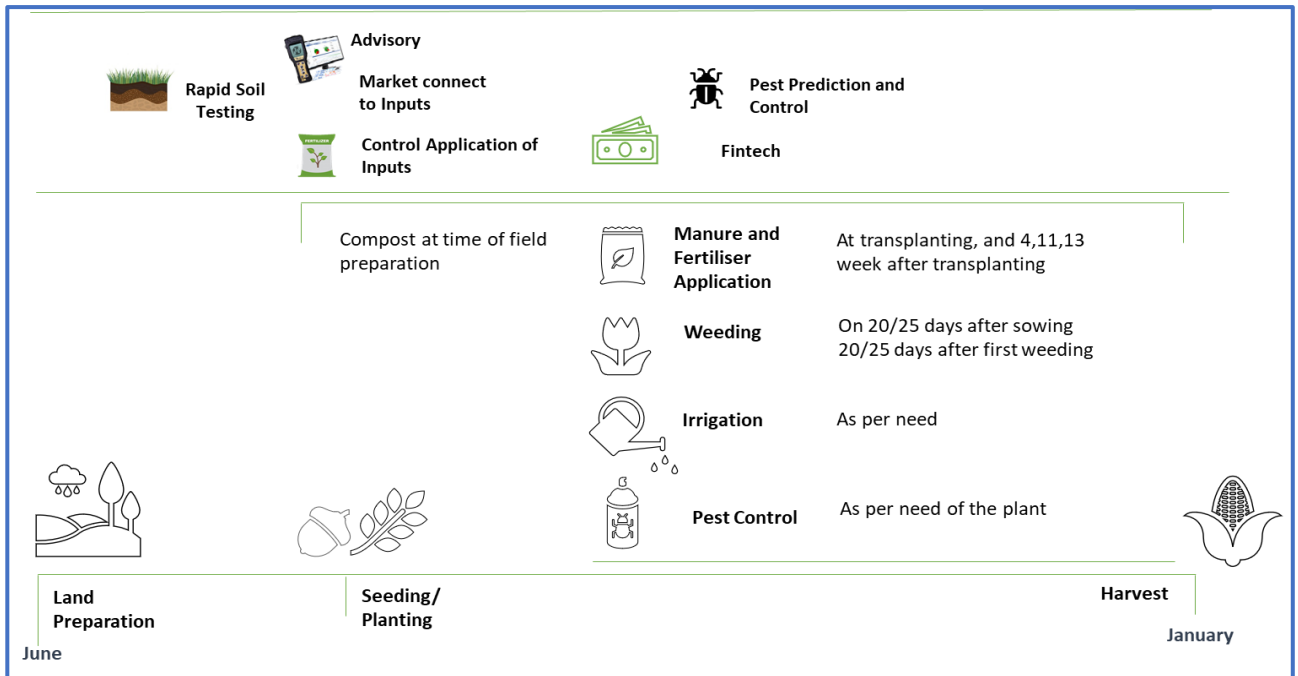 Advisory
Rapid Soil
Testing
Market connect
to Inputs
Control Application of
Inputs
Pest Prediction and
Control
Fintech
Compost at time of field
preparation
Manure and
Fertiliser
Application
At transplanting, and 4,11,13
week after transplanting
Weeding
On 20/25 days after sowing
20/25 days after first weeding
Irrigation
As per need
Pest Control
As per need of the plant
Land
Preparation
Seeding/
Planting
Harvest
June
January